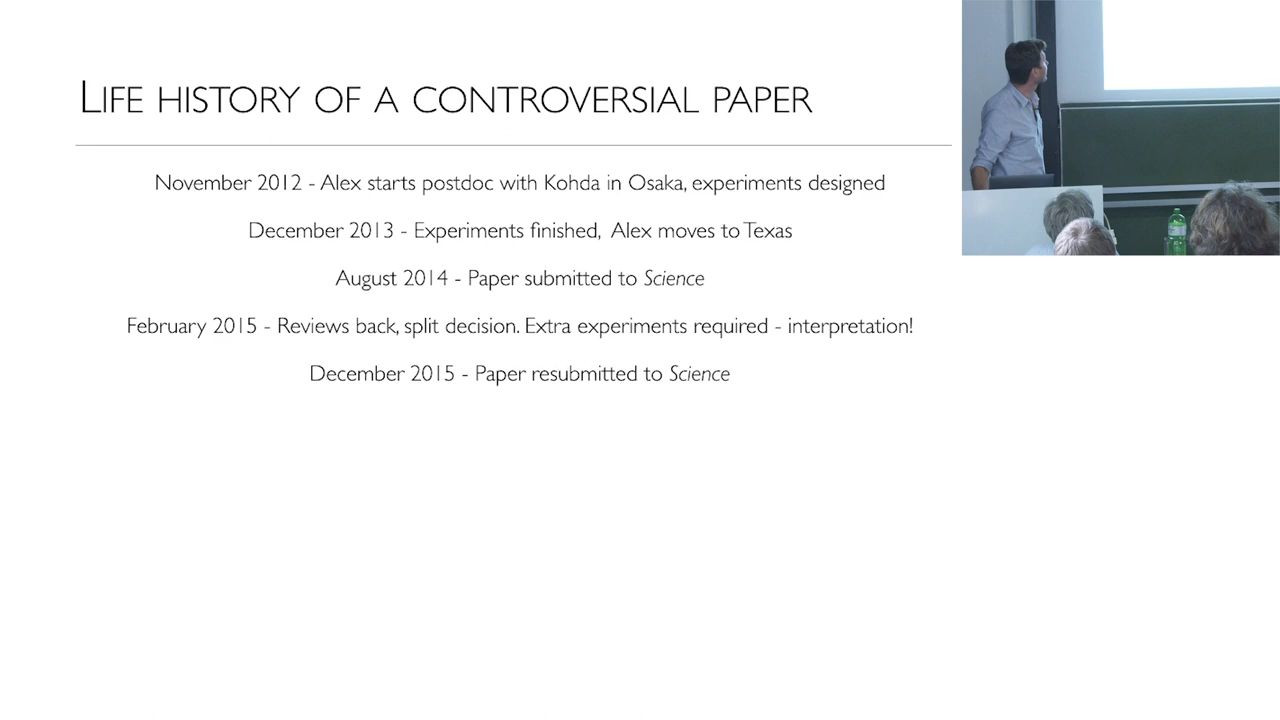 LIFE HISTORY OF A CONTROVERSIAL PAPER
November 2012 - Alex starts postdoc with Kohda in Osaka, experiments designed
December 2013 - Experiments finished, Alex moves to Texas
August 2014 - Paper submitted to Science
February 2015 - Reviews back, split decision. Extra experiments required - interpretation!
December 2015 - Paper resubmitted to Science